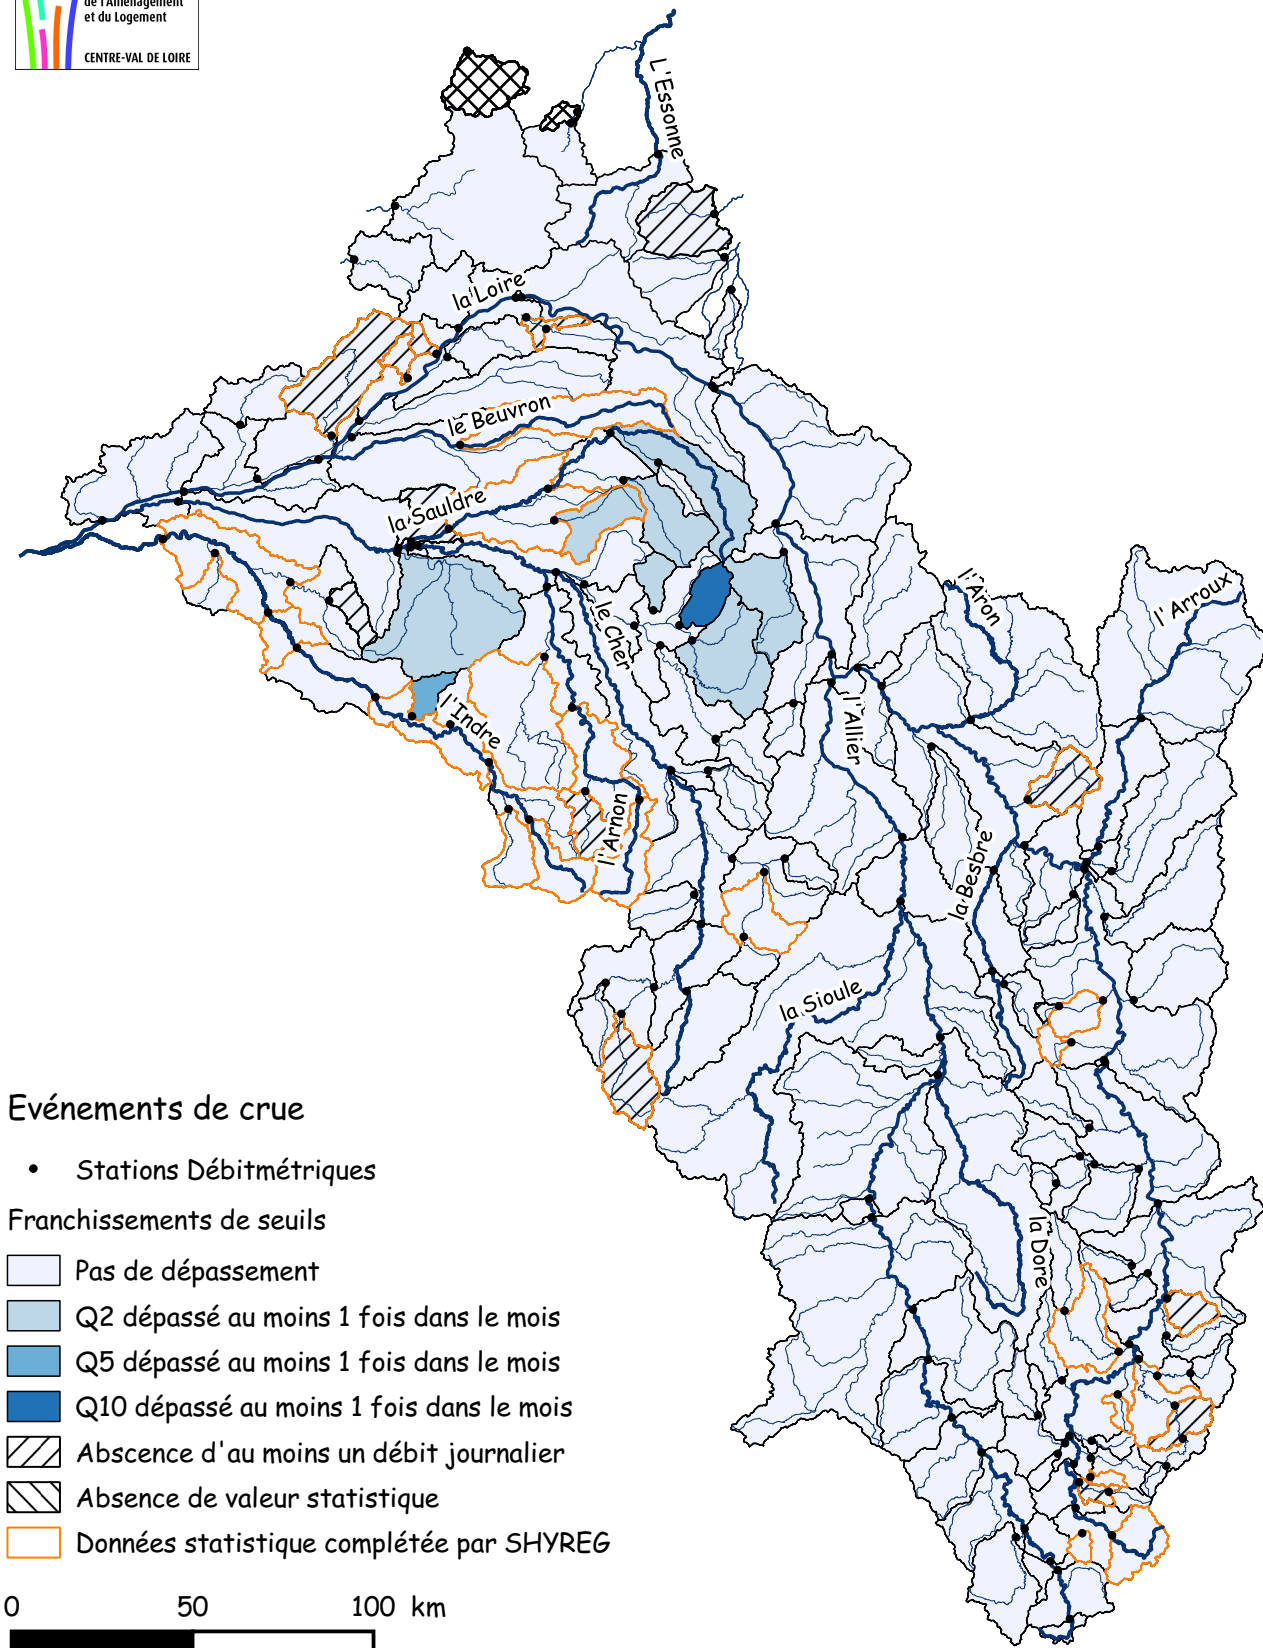 de l'Aménagement
et du Logement
CENTRE-VAL DE LOIRE
L'Essonne
la Loire
le Beuvron
la Sauldre
le Cher
l'Aron
l'Arroux
l'Indre
l'Allier
l'Arnon
la Besbre
la Sioule
la Dore
Evénements de crue
Stations Débitmétriques
Franchissements de seuils
Pas de dépassement
Q2 dépassé au moins 1 fois dans le mois
Q5 dépassé au moins 1 fois dans le mois
Q10 dépassé au moins 1 fois dans le mois
Abscence d'au moins un débit journalier
Absence de valeur statistique
Données statistique complétée par SHYREG
0 50 100 km